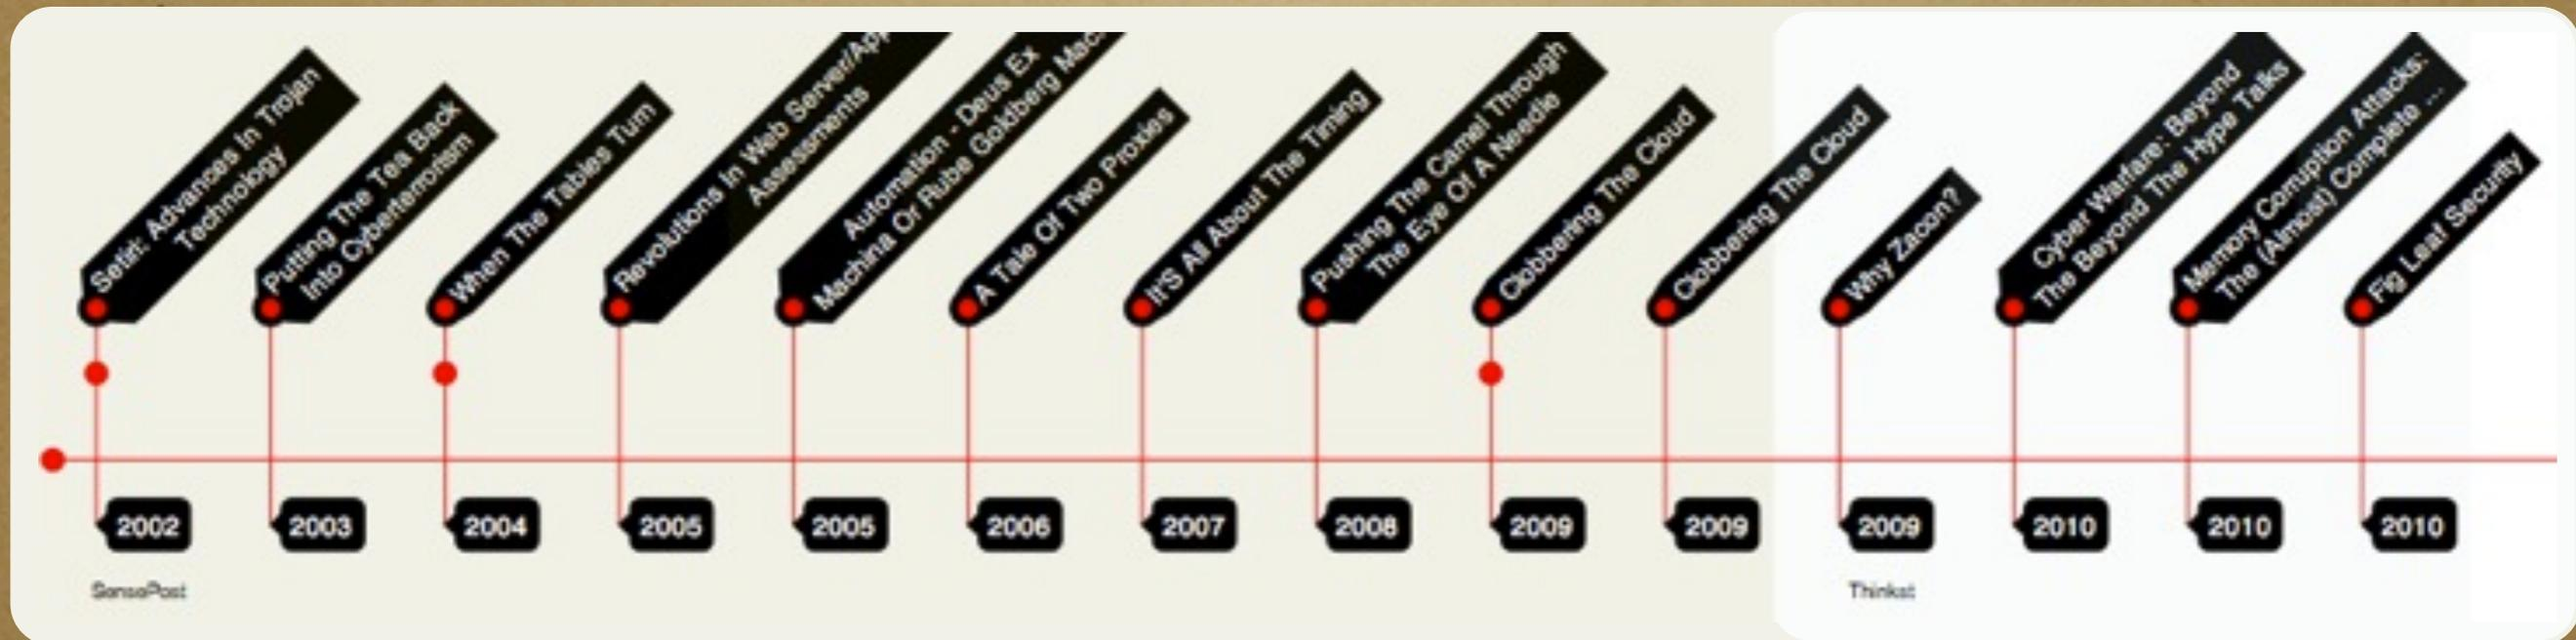 Setiri: Advances In Trojan
Technology
Putting The Tea Back
Into Cyberterrorism
When The Tables Turn
Revolutions In Web Server/App
Assessments
Automation - Deus Ex
Machina Or Rube Goldberg
A Tale Of Two Proxies
It'S All About The Timing
Pushing The Camel Through
The Eye Of A Needle
Clobbering The Cloud
Clobbering The Cloud
Why Zacon?
Cyber Warfare: Beyond
The Beyond The Hype Talks
Memory Corruption Attacks:
The (Almost) Complete ...
Fig Leaf Security
2002
2003
2004
2005
2005
2006
2007
2008
2009
2009
2009
2010
2010
2010
SensePost
Thinkst